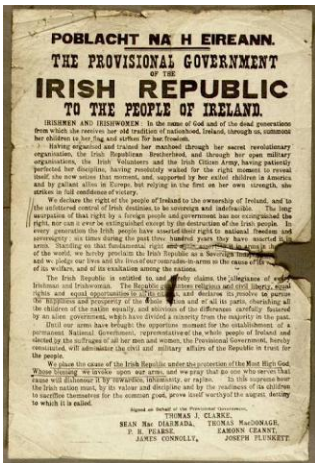 POBLACHT NA H EIREANN.
THE PROVISIONAL GOVERNMENT
OF THE
IRISH REPUBLIC
TO THE PEOPLE OF IRELAND.
IRISHMEN AND IRISHWOMEN: In the name of God and of the dead generations
from which she receives her old tradition of nationhood, Ireland, through us, summons
her children to her flag and strikes for her freedom.
Having organised and trained her manhood through her secret revolutionary
organisation, the Irish Republican Brotherhood, and through her open military
organisations, the Irish Volunteers and the Irish Citizen Army, having patiently
perfected her discipline, having resolutely waited for the right moment to reveal
itself, she now seizes that moment, and, supported by her exiled children in America
and by gallant allies in Europe, but relying in the first on her own strength, she
strikes in full confidence of victory.
We declare the right of the people of Ireland to the ownership of Ireland, and to
the unfettered control of Irish destinies, to be sovereign and indefeasible. The long
usurpation of that right by a foreign people and government has not extinguished the
right, nor can it ever be extinguished except by the destruction of the Irish people. In
every generation the Irish people have asserted their right to national freedom and
sovereignty; six times during the past three hundred years they have asserted it in
arms. Standing on that fundamental right and again asserting it in arms in the
of the world, we hereby proclaim the Irish Republic as a Sovereign Independent
and we pledge our lives and the lives of our comrades-in-arms to the cause of its
of its welfare, and of its exaltation among the nations.
The Irish Republic is entitled to, and hereby claims, the allegiance of every
Irishman and Irishwoman. The Republic guarantees religious and civil liberty, equal
rights and equal opportunities to all its citizens, and declares its resolve to pursue
the happiness and prosperity of the whole nation and of all its parts, cherishing all
the children of the nation equally, and oblivious of the differences carefully fostered
by an alien government, which have divided a minority from the majority in the past.
Until our arms have brought the opportune moment for the establishment of a
permanent National Government, representative of the whole people of Ireland and
elected by the suffrages of all her men and women, the Provisional Government, hereby
constituted, will administer the civil and military affairs of the Republic in trust for
the people.
We place the cause of the Irish Republic under the protection of the Most High God,
Whose blessing we invoke upon our arms, and we pray that no one who serves that
cause will dishonour it by cowardice, inhumanity, or rapine. In this supreme hour
the Irish nation must, by its valour and discipline and by the readiness of its children
to sacrifice themselves for the common good, prove itself worthy of the august destiny
to which it is called.
Signed on Behalf of the Provisional Government,
THOMAS J. CLARKE,
SEAN Mac DIARMADA, THOMAS MacDONAGH,
P. H. PEARSE, EAMONN CEANNT,
JAMES CONNOLLY, JOSEPH PLUNKETT.